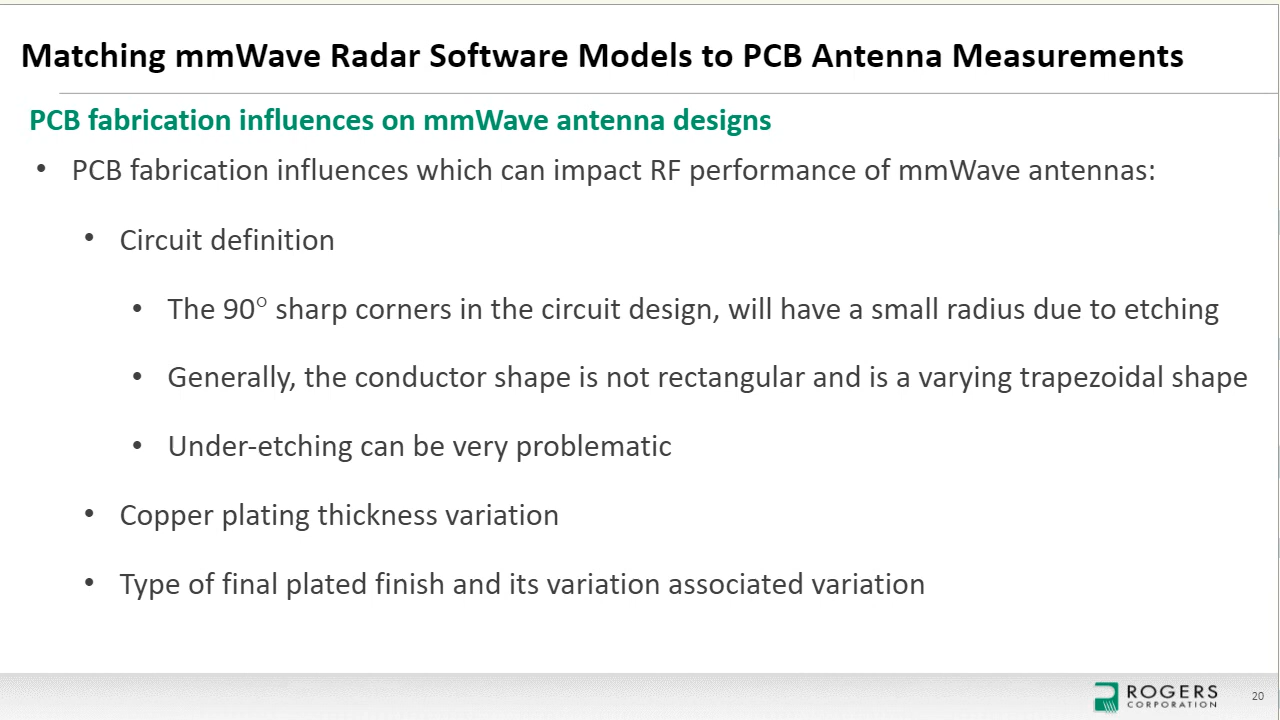 Matching mmWave Radar Software Models to PCB Antenna Measurements
PCB fabrication influences on mmWave antenna designs
• PCB fabrication influences which can impact RF performance of mmWave antennas:
• Circuit definition
• The 90° sharp corners in the circuit design, will have a small radius due to etching
• Generally, the conductor shape is not rectangular and is a varying trapezoidal shape
• Under-etching can be very problematic
• Copper plating thickness variation
• Type of final plated finish and its variation associated variation
ROGERS
CORPORATION
20